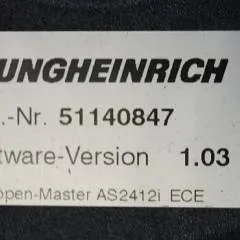 UNGHEINRICH
.-Nr. 51140847
tware-Version 1.03
open-Master AS2412i ECE